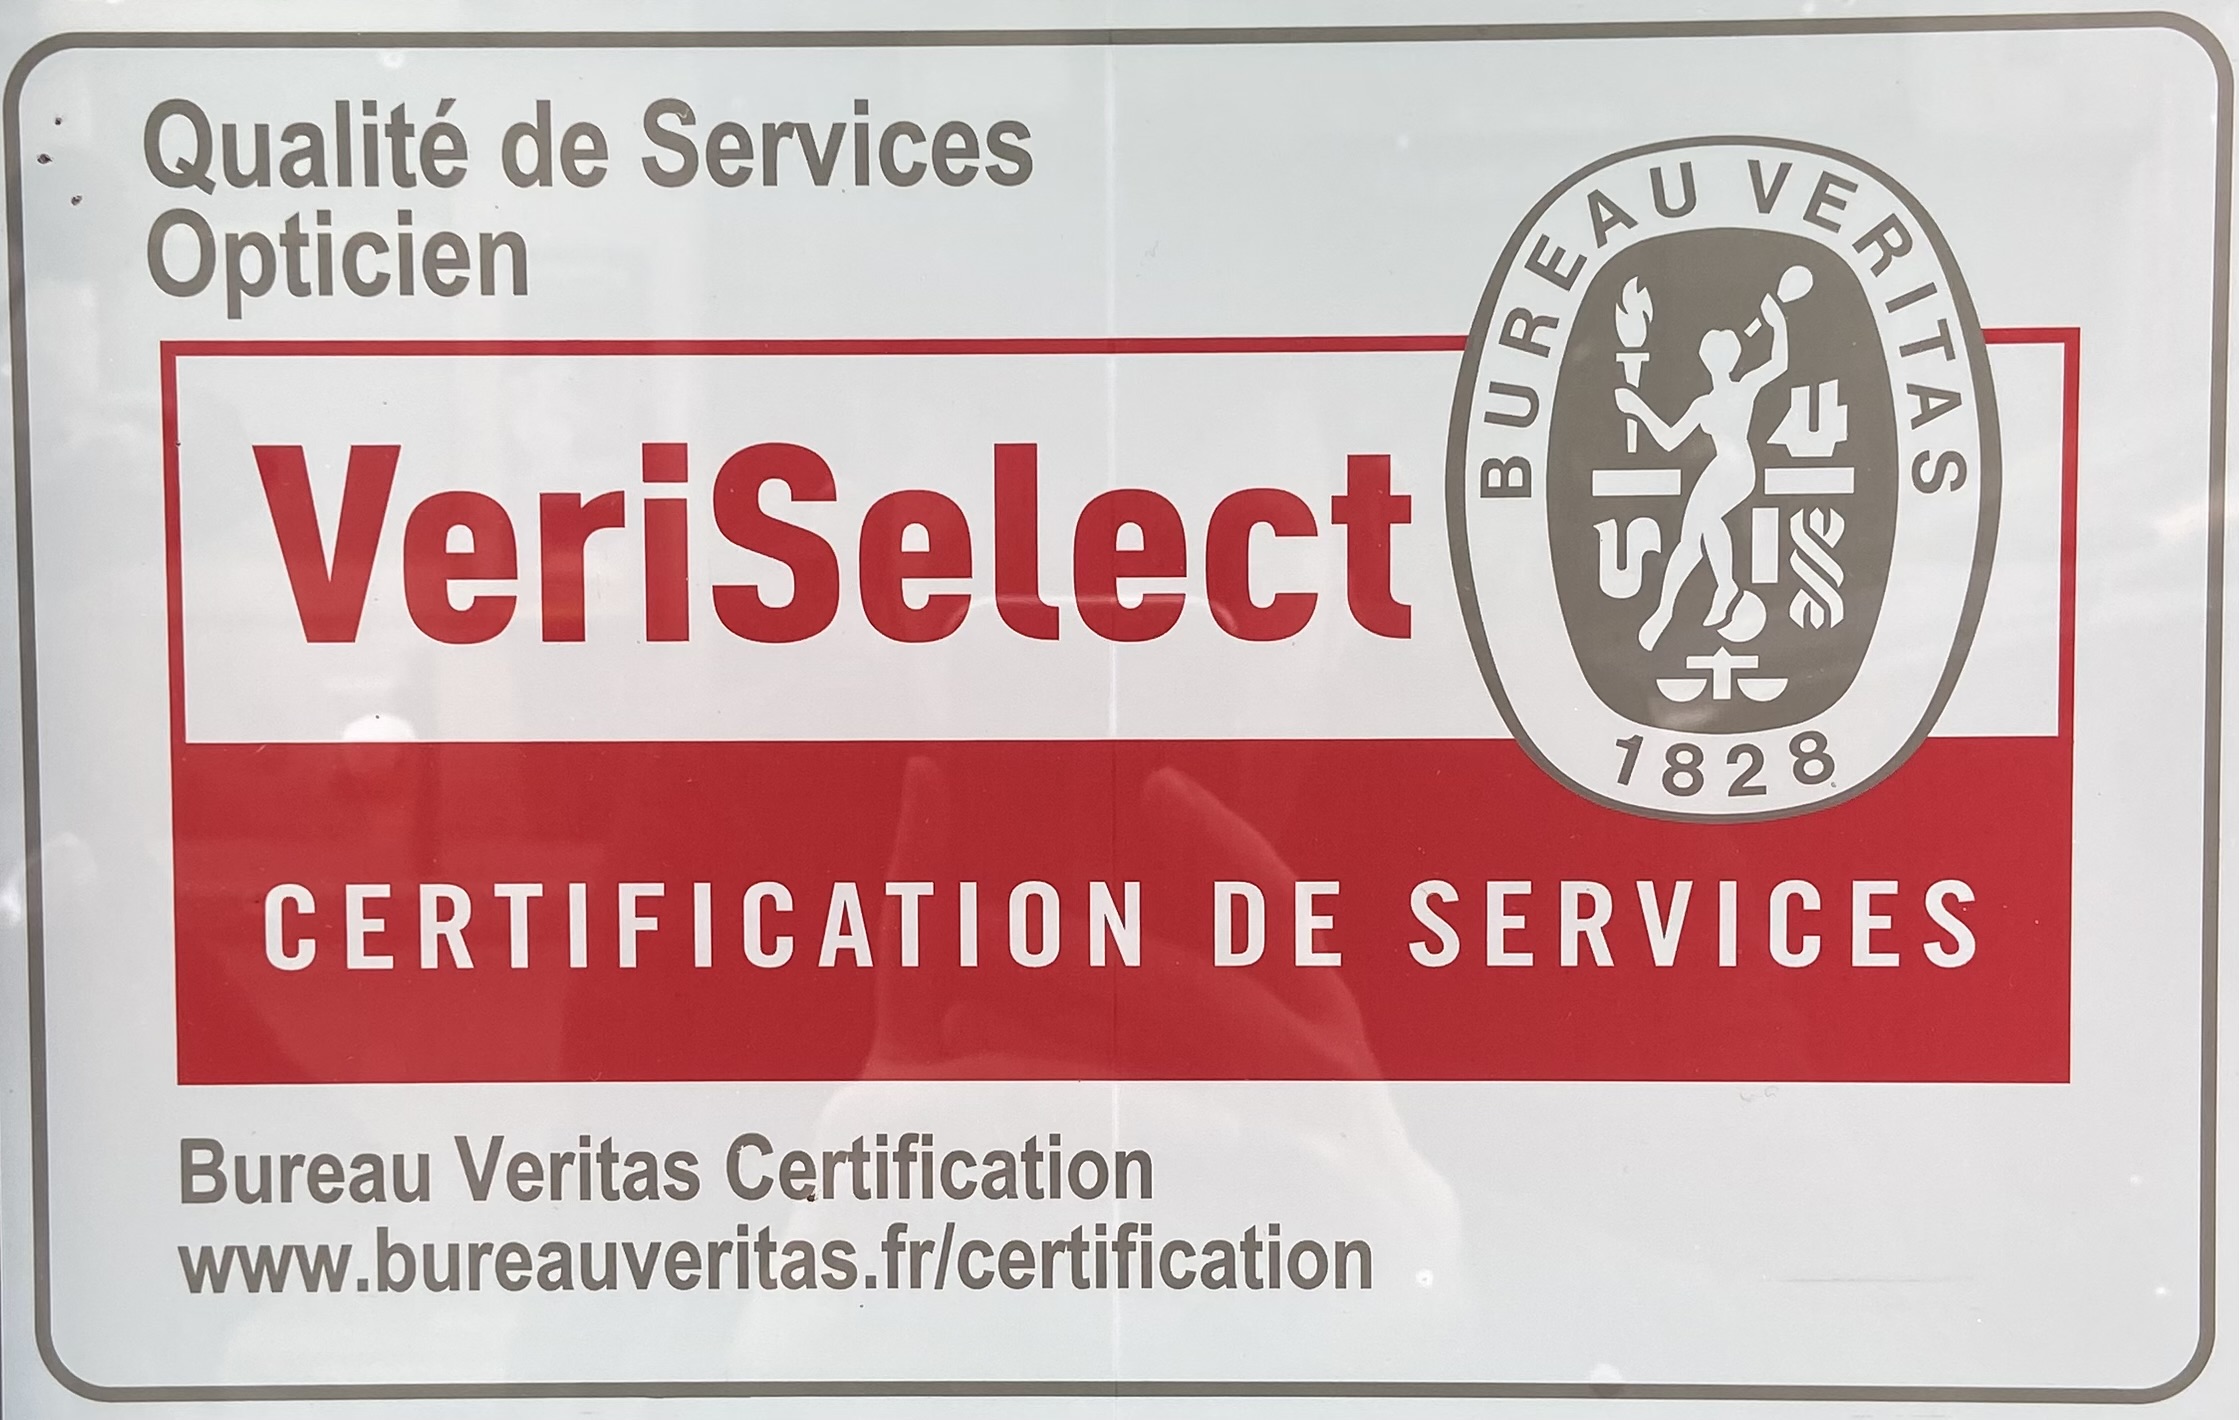 Qualité de Services
Opticien
VeriSelect
BUREAU VERITAS
1828
CERTIFICATION DE SERVICES
Bureau Veritas Certification
www.bureauveritas.fr/certification